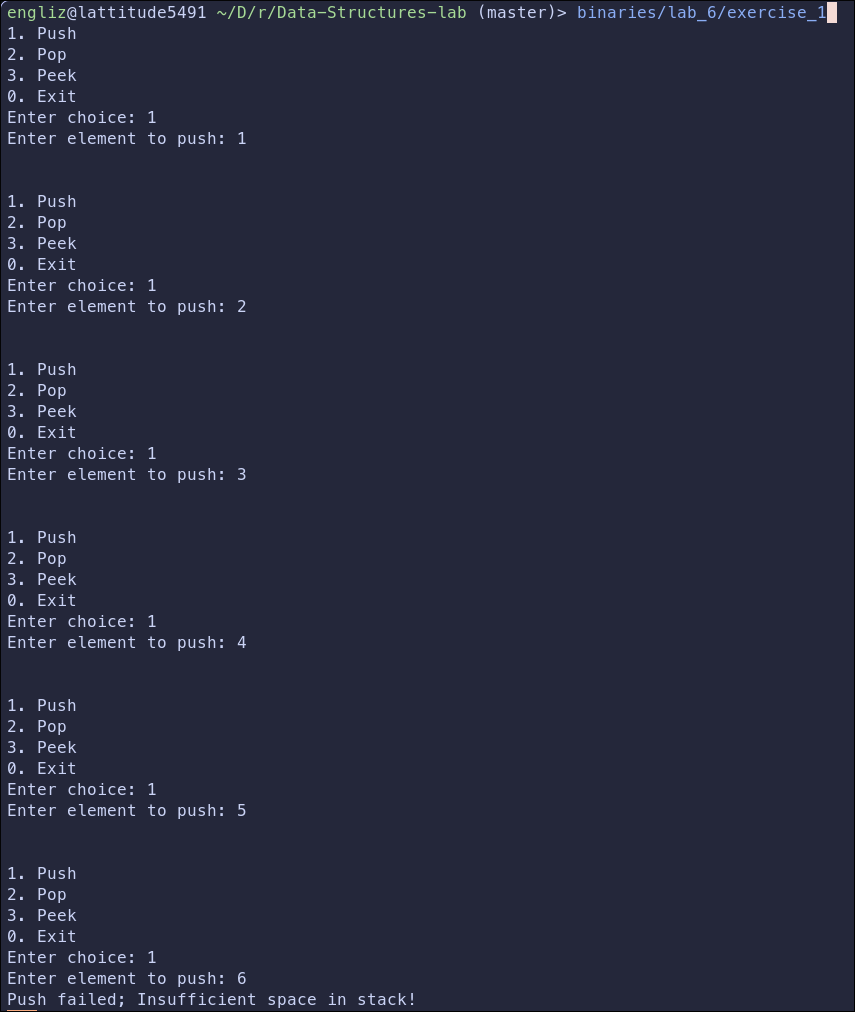 engliz@lattitude5491 ~/D/r/Data-Structures-lab (master)> binaries/lab_6/exercise_1
1. Push
2. Pop
3. Peek
0. Exit
Enter choice: 1
Enter element to push: 1
1. Push
2. Pop
3. Peek
0. Exit
Enter choice: 1
Enter element to push: 2
1. Push
2. Pop
3. Peek
0. Exit
Enter choice: 1
Enter element to push: 3
1. Push
2. Pop
3. Peek
0. Exit
Enter choice: 1
Enter element to push: 4
1. Push
2. Pop
3. Peek
0. Exit
Enter choice: 1
Enter element to push: 5
1. Push
2. Pop
3. Peek
0. Exit
Enter choice: 1
Enter element to push: 6
Push failed; Insufficient space in stack!